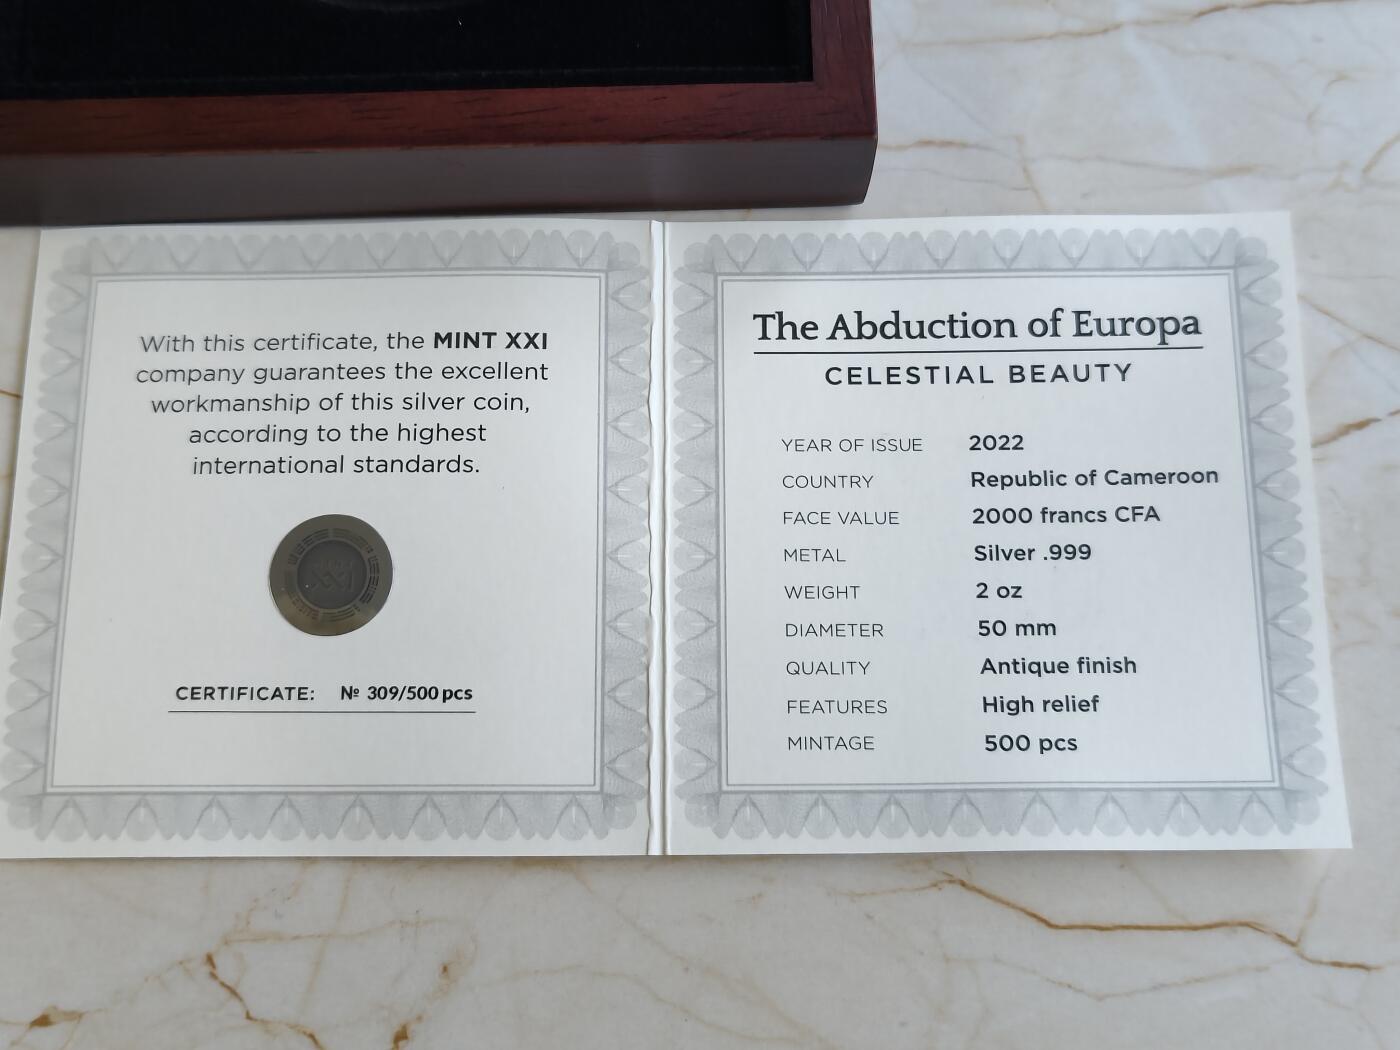 With this certificate, the MINT XXI
company guarantees the excellent
workmanship of this silver coin,
according to the highest
international standards.
XXI
CERTIFICATE: № 309/500 pcs
The Abduction of Europa
CELESTIAL BEAUTY
YEAR OF ISSUE 2022
COUNTRY Republic of Cameroon
FACE VALUE 2000 francs CFA
METAL Silver .999
WEIGHT 2 oz
DIAMETER 50 mm
QUALITY Antique finish
FEATURES High relief
MINTAGE 500 pcs